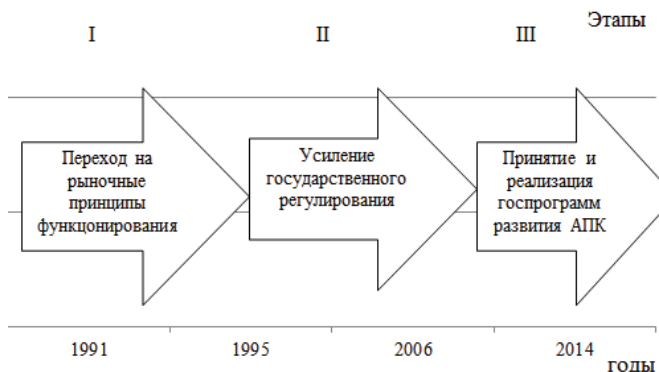 Этапы
I II III
Переход на
рыночные
принципы
функцонирования
Усиление
государственного
регулирования
Принятие и
реализация
госпрограмм
развития АПК
1991 1995 2006 2014
годы